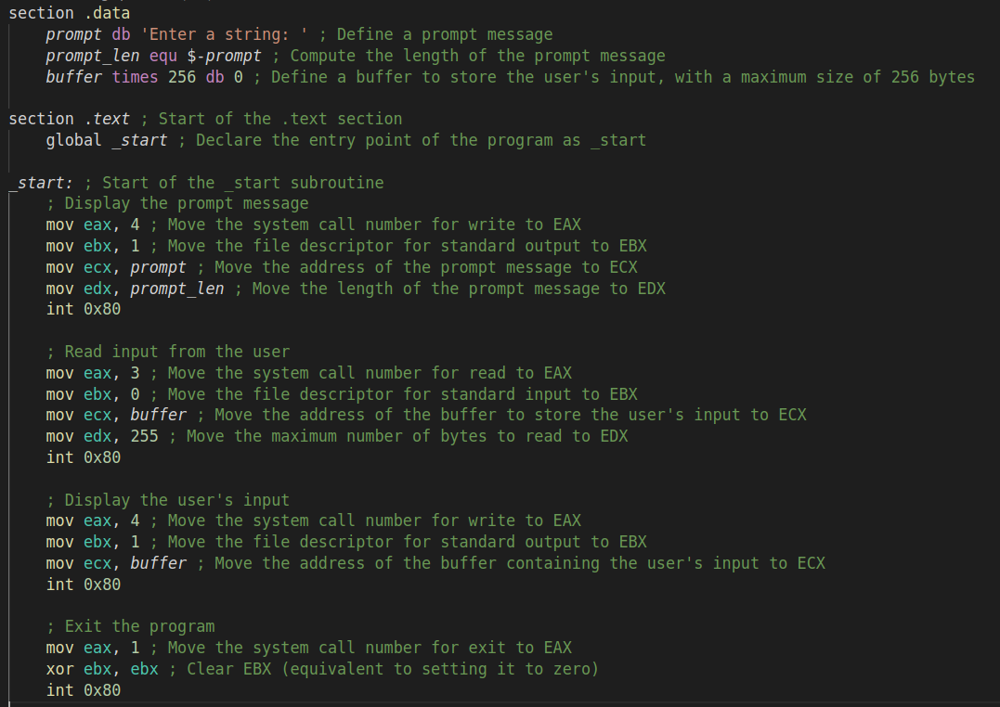 section .data
    prompt db 'Enter a string: ' ; Define a prompt message
    prompt_len equ $-prompt ; Compute the length of the prompt message
    buffer times 256 db 0 ; Define a buffer to store the user's input, with a maximum size of 256 bytes

section .text ; Start of the .text section
    global _start ; Declare the entry point of the program as _start

_start: ; Start of the _start subroutine
    ; Display the prompt message
    mov eax, 4 ; Move the system call number for write to EAX
    mov ebx, 1 ; Move the file descriptor for standard output to EBX
    mov ecx, prompt ; Move the address of the prompt message to ECX
    mov edx, prompt_len ; Move the length of the prompt message to EDX
    int 0x80

    ; Read input from the user
    mov eax, 3 ; Move the system call number for read to EAX
    mov ebx, 0 ; Move the file descriptor for standard input to EBX
    mov ecx, buffer ; Move the address of the buffer to store the user's input to ECX
    mov edx, 255 ; Move the maximum number of bytes to read to EDX
    int 0x80

    ; Display the user's input
    mov eax, 4 ; Move the system call number for write to EAX
    mov ebx, 1 ; Move the file descriptor for standard output to EBX
    mov ecx, buffer ; Move the address of the buffer containing the user's input to ECX
    int 0x80

    ; Exit the program
    mov eax, 1 ; Move the system call number for exit to EAX
    xor ebx, ebx ; Clear EBX (equivalent to setting it to zero)
    int 0x80